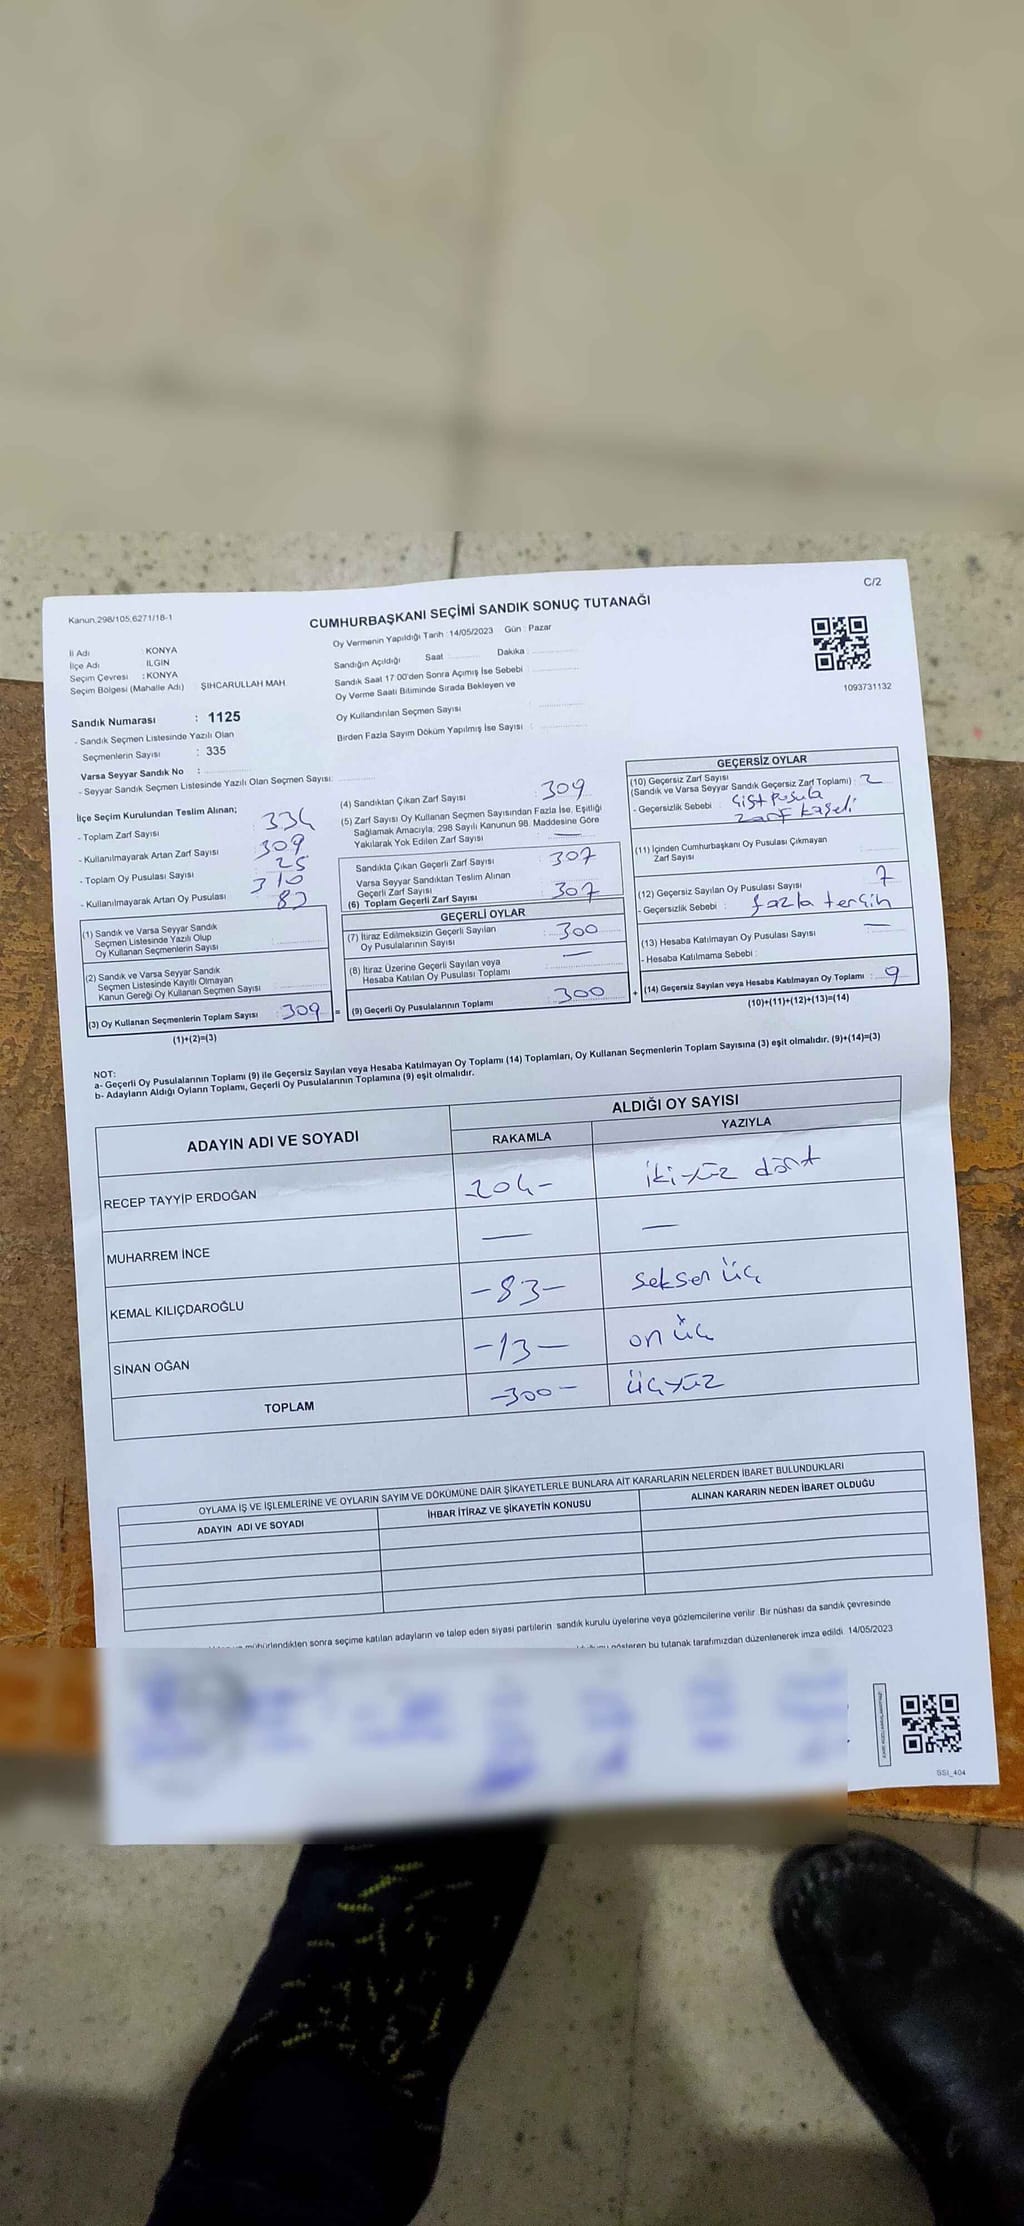 C/2
Kanun,298/105,6271/18-1
CUMHURBAŞKANI SEÇİMİ SANDIK SONUÇ TUTANAĞI
Oy Vermenin Yapıldığı Tarih : 14/05/2023 Gün : Pazar
İl Adı : KONYA
İlçe Adı : ILGIN
Seçim Çevresi : KONYA
Seçim Bölgesi (Mahalle Adı) ŞIHCARULLAH MAH.
Sandık Numarası : 1125
- Sandık Seçmen Listesinde Yazılı Olan
Seçmenlerin Sayısı : 335
Varsa Seyyar Sandık No :
- Seyyar Sandık Seçmen Listesinde Yazılı Olan Seçmen Sayısı:
Sandığın Açıldığı Saat Dakika :
Sandık Saat 17 00'den Sonra Açımış İse Sebebi :
Oy Verme Saati Bitiminde Sırada Bekleyen ve
Oy Kullandırılan Seçmen Sayısı :
Birden Fazla Sayım Döküm Yapılmış İse Sayısı :
1093731132
İlçe Seçim Kurulundan Teslim Alınan;
- Toplam Zarf Sayısı 334
- Kullanılmayarak Artan Zarf Sayısı 309
25
- Toplam Oy Pusulası Sayısı 310
- Kullanılmayarak Artan Oy Pusulası
(1) Sandık ve Varsa Seyyar Sandık
Seçmen Listesinde Yazılı Olup
Oy Kullanan Seçmenlerin Sayısı
(2) Sandık ve Varsa Seyyar Sandık
Seçmen Listesinde Kayıtlı Olmayan
Kanun Gereği Oy Kullanan Seçmen Sayısı
(3) Oy Kullanan Seçmenlerin Toplam Sayısı : 309 =
(1)+(2)=(3)
(4) Sandıktan Çıkan Zarf Sayısı : 309
(5) Zarf Sayısı Oy Kullanan Seçmen Sayısından Fazla İse, Eşitliği
Sağlamak Amacıyla, 298 Sayılı Kanunun 98. Maddesine Göre
Yakılarak Yok Edilen Zarf Sayısı : —
Sandıkta Çıkan Geçerli Zarf Sayısı : 307
Varsa Seyyar Sandıktan Teslim Alınan
Geçerli Zarf Sayısı
(6) Toplam Geçerli Zarf Sayısı : 307
GEÇERLİ OYLAR
(7) İtiraz Edilmeksizin Geçerli Sayılan
Oy Pusulalarının Sayısı : 300
(8) İtiraz Üzerine Geçerli Sayılan veya
Hesaba Katılan Oy Pusulası Toplamı : —
(9) Geçerli Oy Pusulalarının Toplamı : 300 +
GEÇERSİZ OYLAR
(10) Geçersiz Zarf Sayısı
(Sandık ve Varsa Seyyar Geçersiz Zarf Toplamı) : 2
- Geçersizlik Sebebi : Çift Pusula
zarf kaşeli
(11) İçinden Cumhurbaşkanı Oy Pusulası Çıkmayan
Zarf Sayısı :
(12) Geçersiz Sayılan Oy Pusulası Sayısı : 7
- Geçersizlik Sebebi : fazla tercih
(13) Hesaba Katılmayan Oy Pusulası Sayısı : —
- Hesaba Katılmama Sebebi :
(14) Geçersiz Sayılan veya Hesaba Katılmayan Oy Toplamı : 9
(10)+(11)+(12)+(13)=(14)
NOT:
a- Geçerli Oy Pusulalarının Toplamı (9) ile Geçersiz Sayılan veya Hesaba Katılmayan Oy Toplamı (14) Toplamları, Oy Kullanan Seçmenlerin Toplam Sayısına (3) eşit olmalıdır. (9)+(14)=(3)
b- Adayların Aldığı Oyların Toplamı, Geçerli Oy Pusulalarının Toplamına (9) eşit olmalıdır.
ADAYIN ADI VE SOYADI ALDIĞI OY SAYISI
RAKAMLA YAZIYLA
RECEP TAYYİP ERDOĞAN -204- ikiyüz dört
MUHARREM İNCE — —
KEMAL KILIÇDAROĞLU -83- Seksen üç
SİNAN OĞAN -13- on üç
TOPLAM -300- üçyüz
OYLAMA İŞ VE İŞLEMLERİNE VE OYLARIN SAYIM VE DÖKÜMÜNE DAİR ŞİKAYETLERLE BUNLARA AİT KARARLARIN NELERDEN İBARET BULUNDUKLARI
ADAYIN ADI VE SOYADI İHBAR İTİRAZ VE ŞİKAYETİN KONUSU ALINAN KARARIN NEDEN İBARET OLDUĞU
mühürlendikten sonra seçime katılan adayların ve talep eden siyasi partilerin sandık kurulu üyelerine veya gözlemcilerine verilir. Bir nüshası da sandık çevresinde
gösteren bu tutanak tarafımızdan düzenlenerek imza edildi. 14/05/2023
SSİ_404